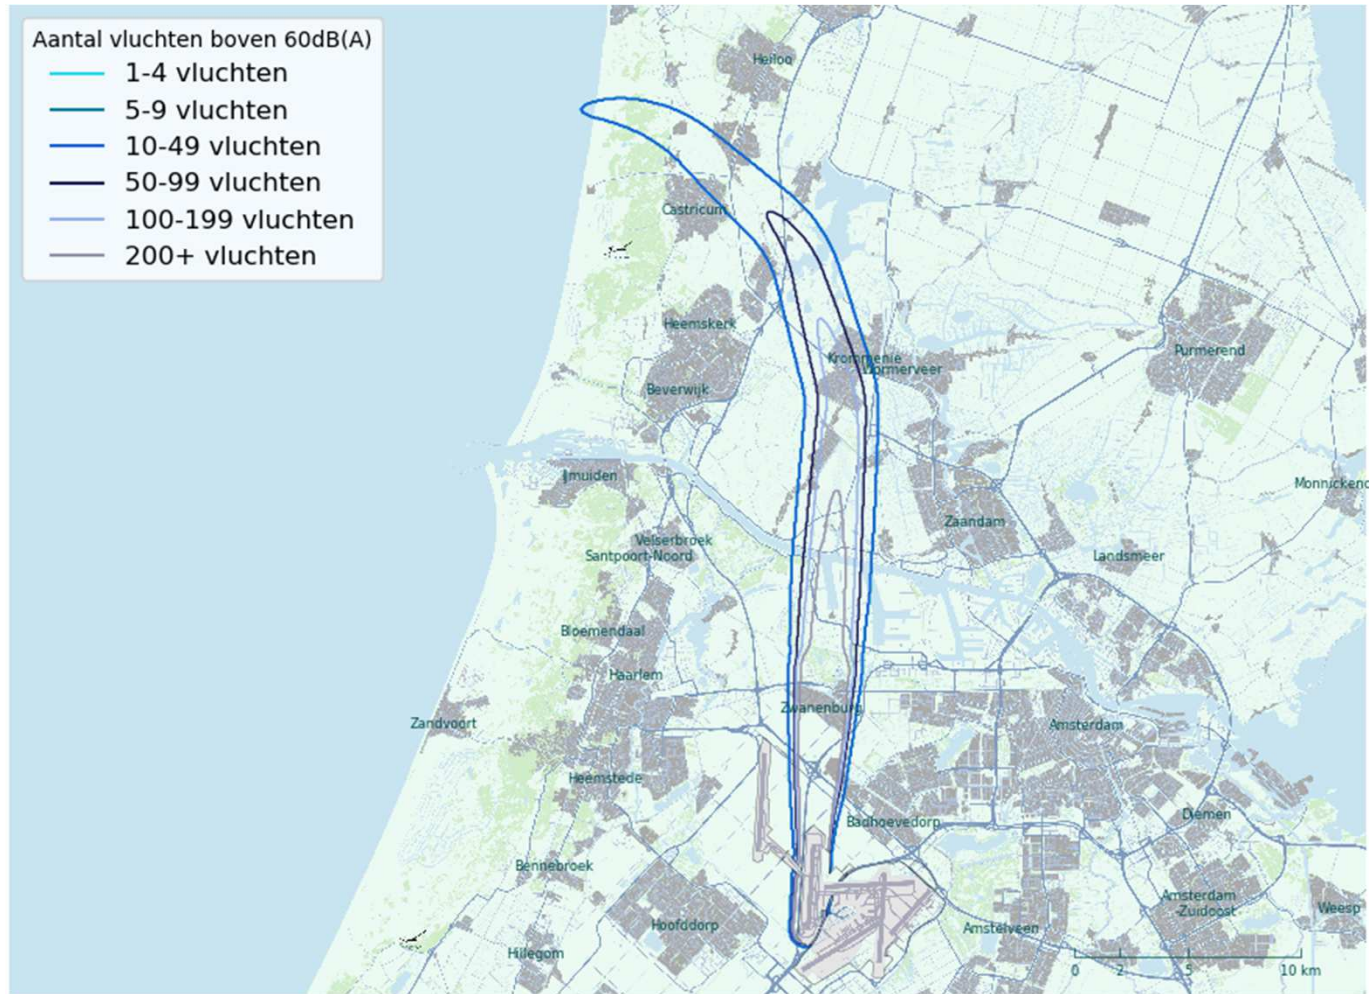 Aantal vluchten boven 60dB(A)
1-4 vluchten
5-9 vluchten
10-49 vluchten
50-99 vluchten
100-199 vluchten
200+ vluchten
Heiloo
Castricum
Heemskerk
Krommenie
Wormerveer
Purmerend
Beverwijk
IJmuiden
Monnickend
Zaandam
Velserbroek
Santpoort-Noord
Landsmeer
Bloemendaal
Haarlem
Zwanenburg
Zandvoort
Amsterdam
Heemstede
Badhoevedorp
Diemen
Bennebroek
Amsterdam
-Zuidoost
Weesp
Hoofddorp
Amstelveen
Hillegom
0 2 5 10 km